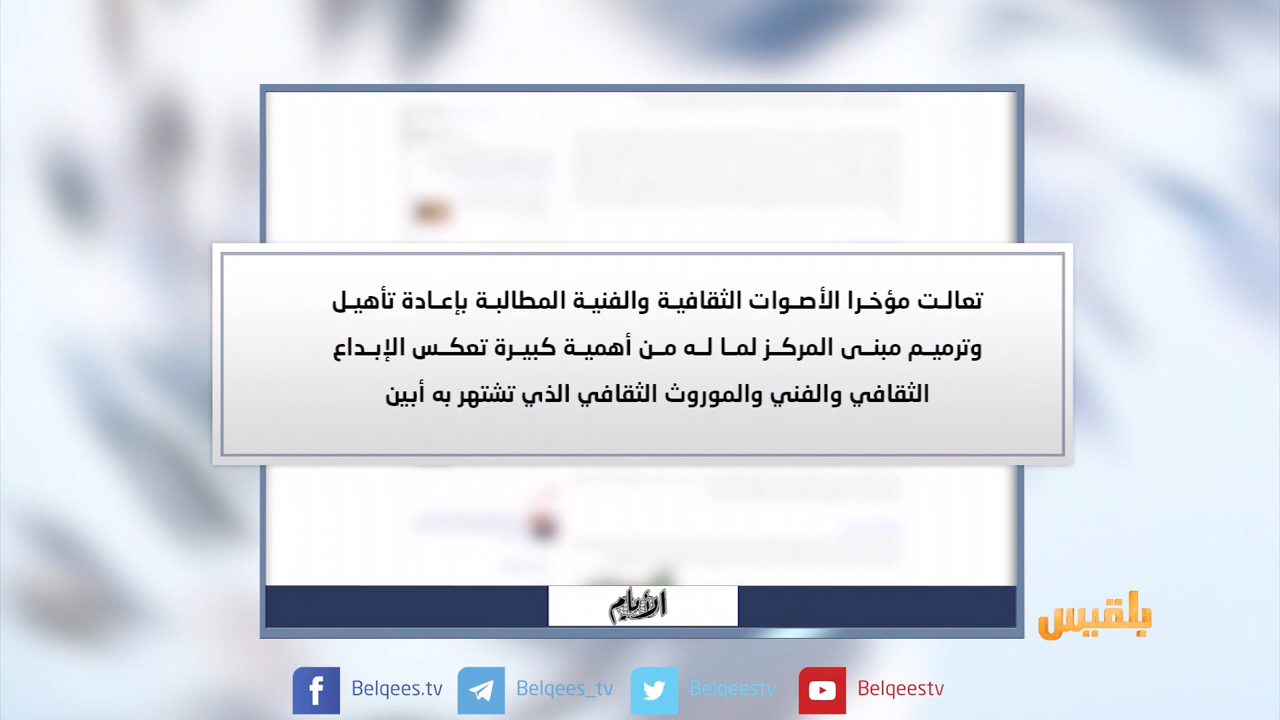 تعالت مؤخرا الأصوات الثقافية والفنية المطالبة بإعادة تأهيل
وترميم مبنى المركز لما له من أهمية كبيرة تعكس الإبداع
الثقافي والفني والموروث الثقافي الذي تشتهر به أبين
الأيام
بلقيس
Belqees.tv
Belqees_tv
Belqeestv
Belqeestv